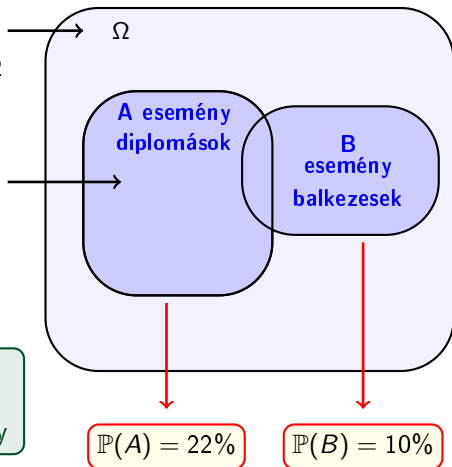 Ω
A esemény
diplomások
B
esemény
balkezesek
ℙ(A) = 22%
ℙ(B) = 10%